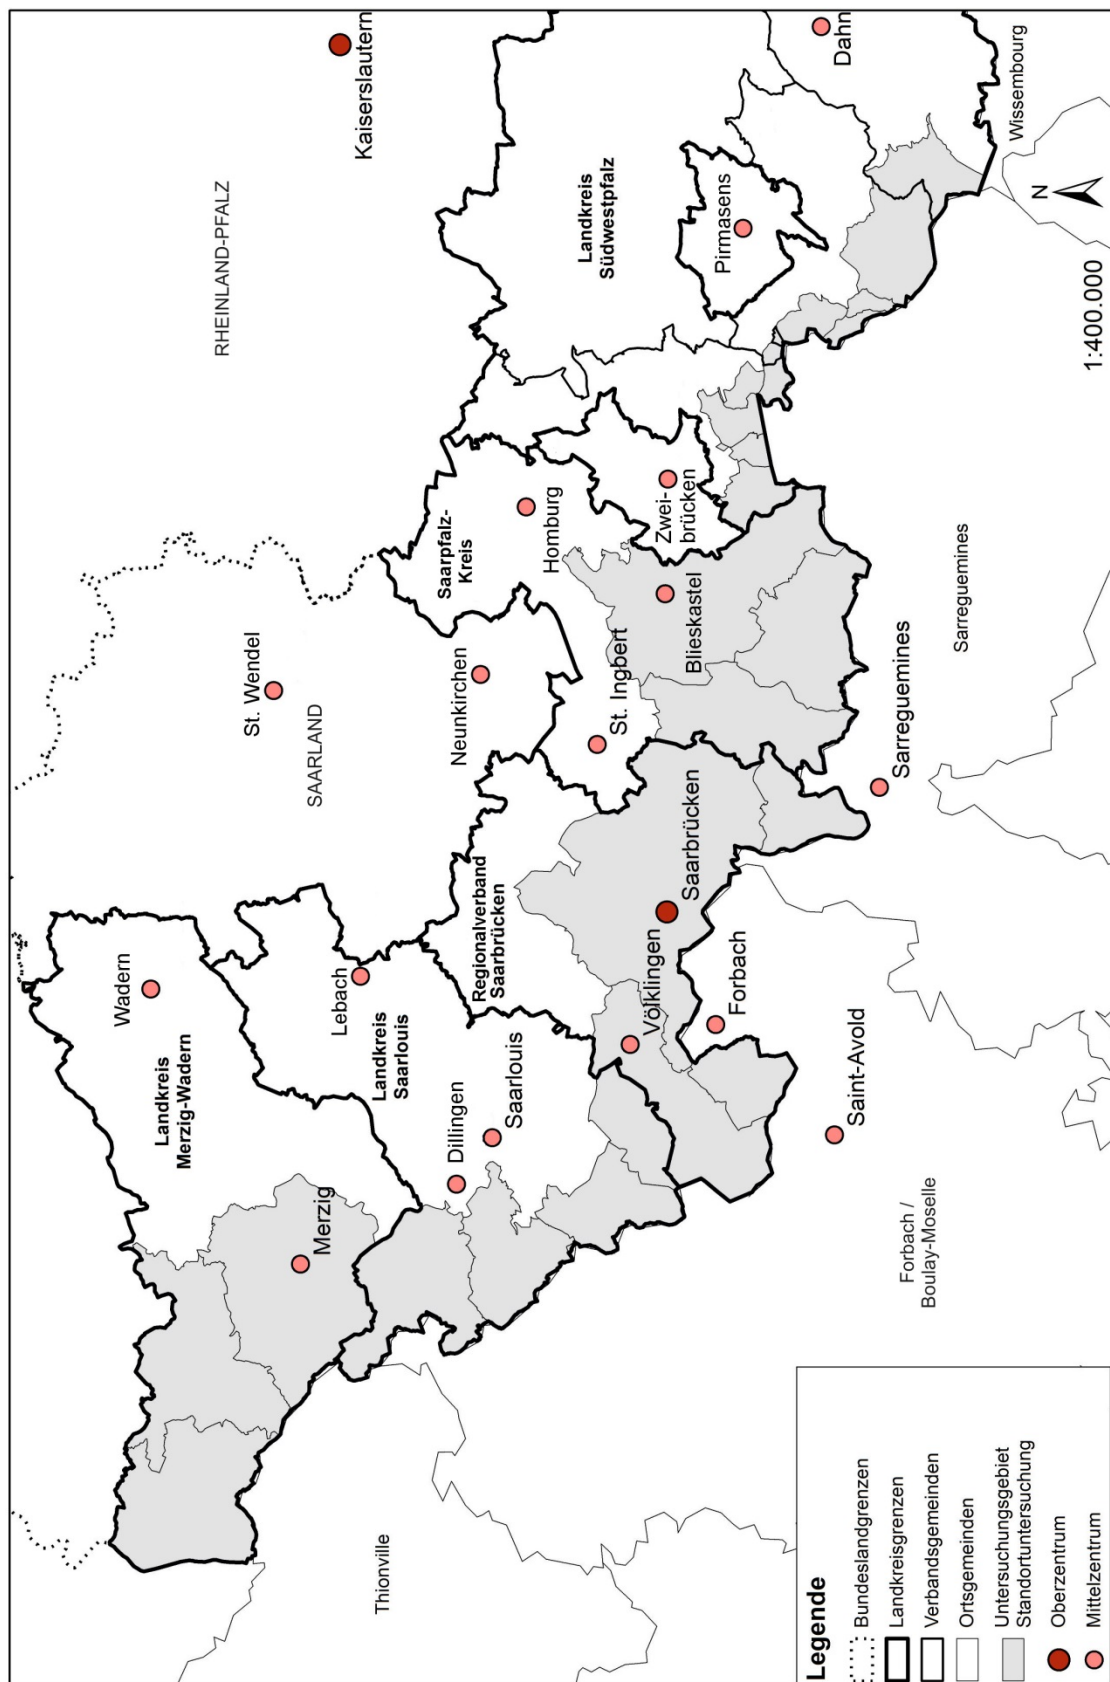 Kaiserslautern
RHEINLAND-PFALZ
St. Wendel
SAARLAND
Wadern
Landkreis
Merzig-Wadern
Merzig
Lebach
Landkreis
Saarlouis
Dillingen
Saarlouis
Neunkirchen
Saarpfalz-
Kreis
Homburg
Landkreis
Südwestpfalz
Regionalverband
Saarbrücken
St. Ingbert
Zwei-
brücken
Pirmasens
Dahn
Blieskastel
Saarbrücken
Völklingen
Forbach
Saint-Avold
Sarreguemines
Sarreguemines
Wissembourg
Thionville
Forbach /
Boulay-Moselle
N
1:400.000
Legende
Bundeslandgrenzen
Landkreisgrenzen
Verbandsgemeinden
Ortsgemeinden
Untersuchungsgebiet
Standortuntersuchung
Oberzentrum
Mittelzentrum